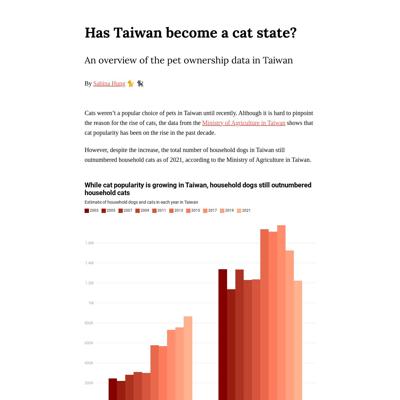 Has Taiwan become a cat state?
An overview of the pet ownership data in Taiwan
By Sabina Hung 🐈 🐈‍⬛
Cats weren't a popular choice of pets in Taiwan until recently. Although it is hard to pinpoint
the reason for the rise of cats, the data from the Ministry of Agriculture in Taiwan shows that
cat popularity has been on the rise in the past decade.
However, despite the increase, the total number of household dogs in Taiwan still
outnumbered household cats as of 2021, according to the Ministry of Agriculture in Taiwan.
While cat popularity is growing in Taiwan, household dogs still outnumbered
household cats
Estimate of household dogs and cats in each year in Taiwan
2003 2005 2007 2009 2011 2013 2015 2017 2019 2021
1.6M
1.4M
1.2M
1M
800K
600K
400K
200K